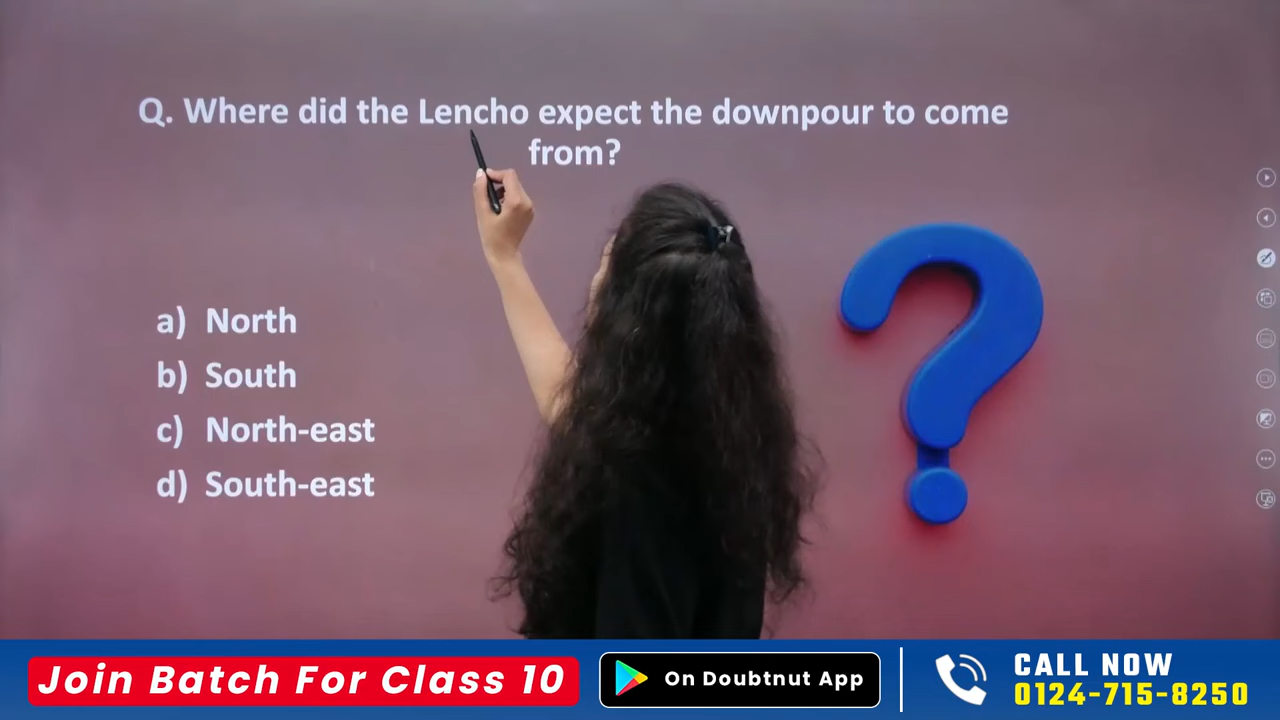 Q. Where did the Lencho expect the downpour to come
from?
a) North
b) South
c) North-east
d) South-east
Join Batch For Class 10
On Doubtnut App
CALL NOW
0124-715-8250